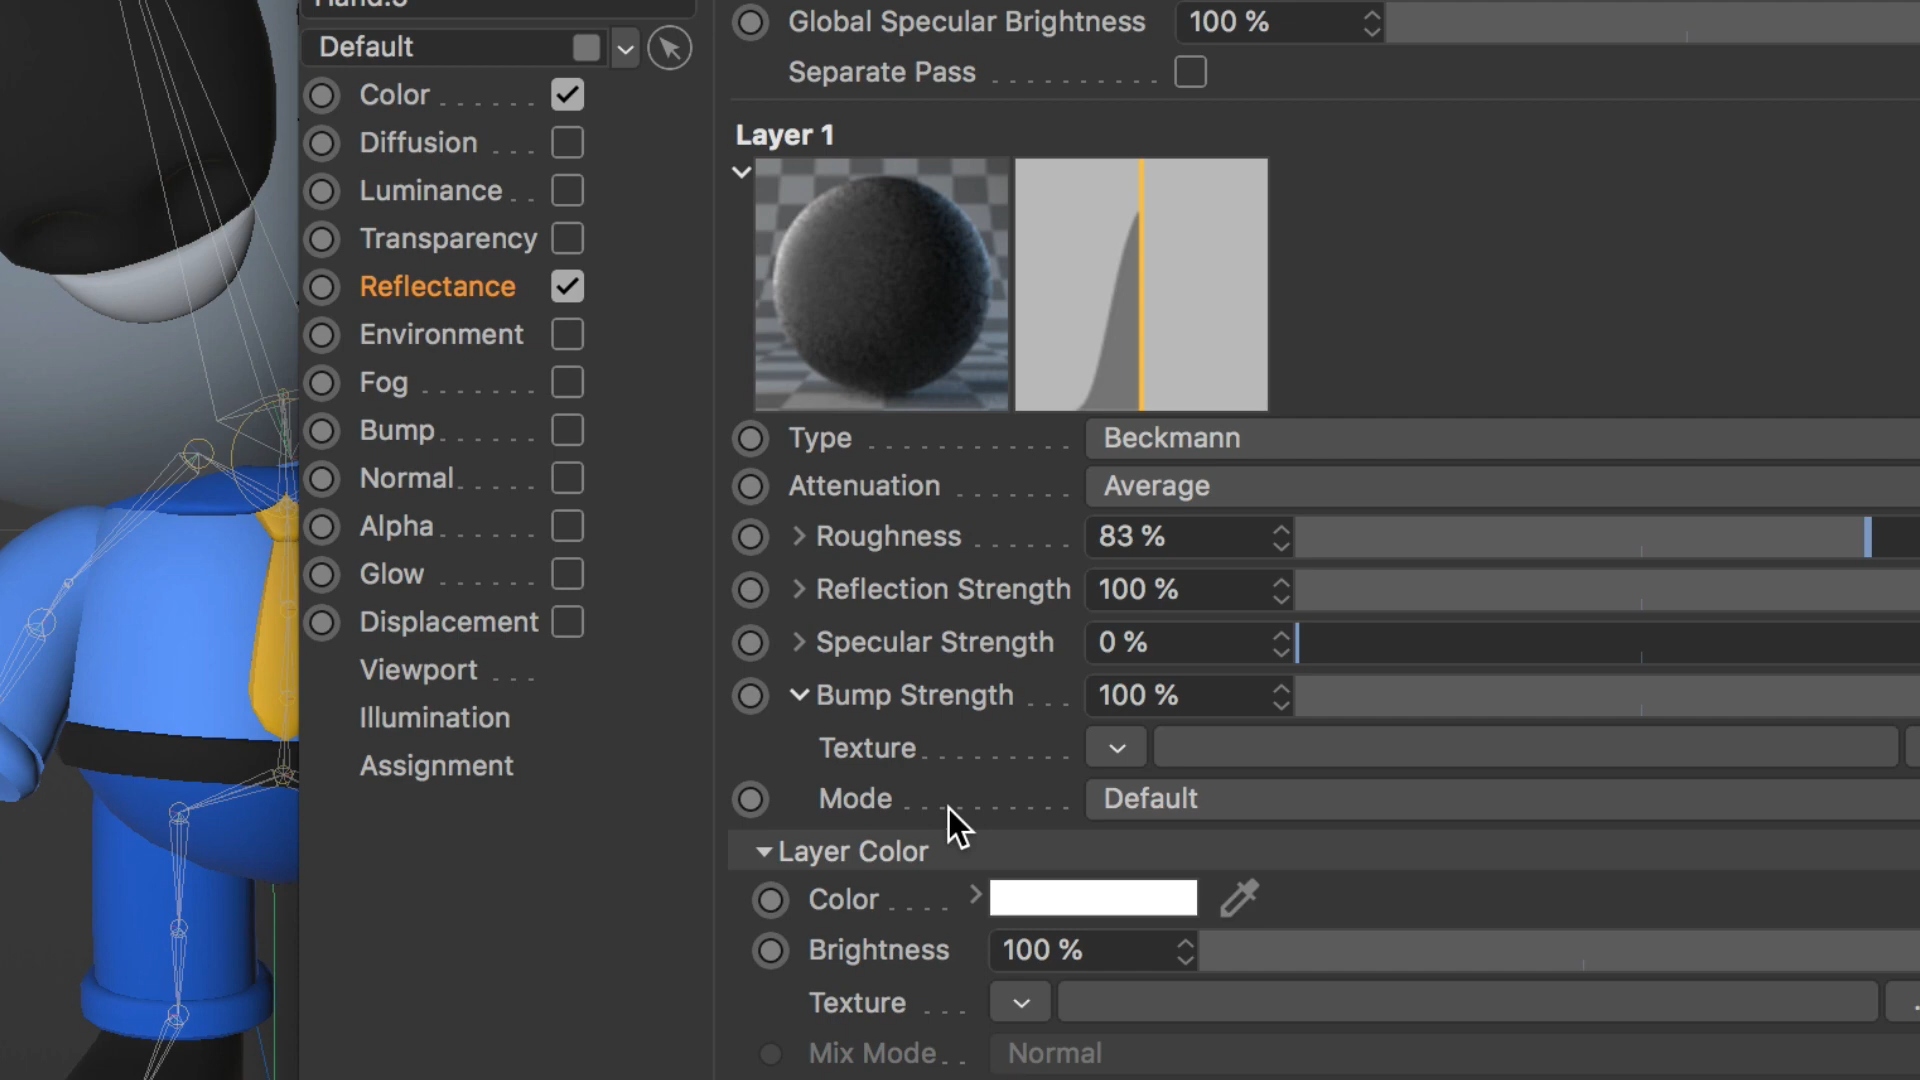 Hand.3
Default
Color
Diffusion
Luminance
Transparency
Reflectance
Environment
Fog
Bump
Normal
Alpha
Glow
Displacement
Viewport
Illumination
Assignment
Global Specular Brightness 100 %
Separate Pass
Layer 1
Type Beckmann
Attenuation Average
Roughness 83 %
Reflection Strength 100 %
Specular Strength 0 %
Bump Strength 100 %
Texture
Mode Default
Layer Color
Color
Brightness 100 %
Texture
Mix Mode Normal